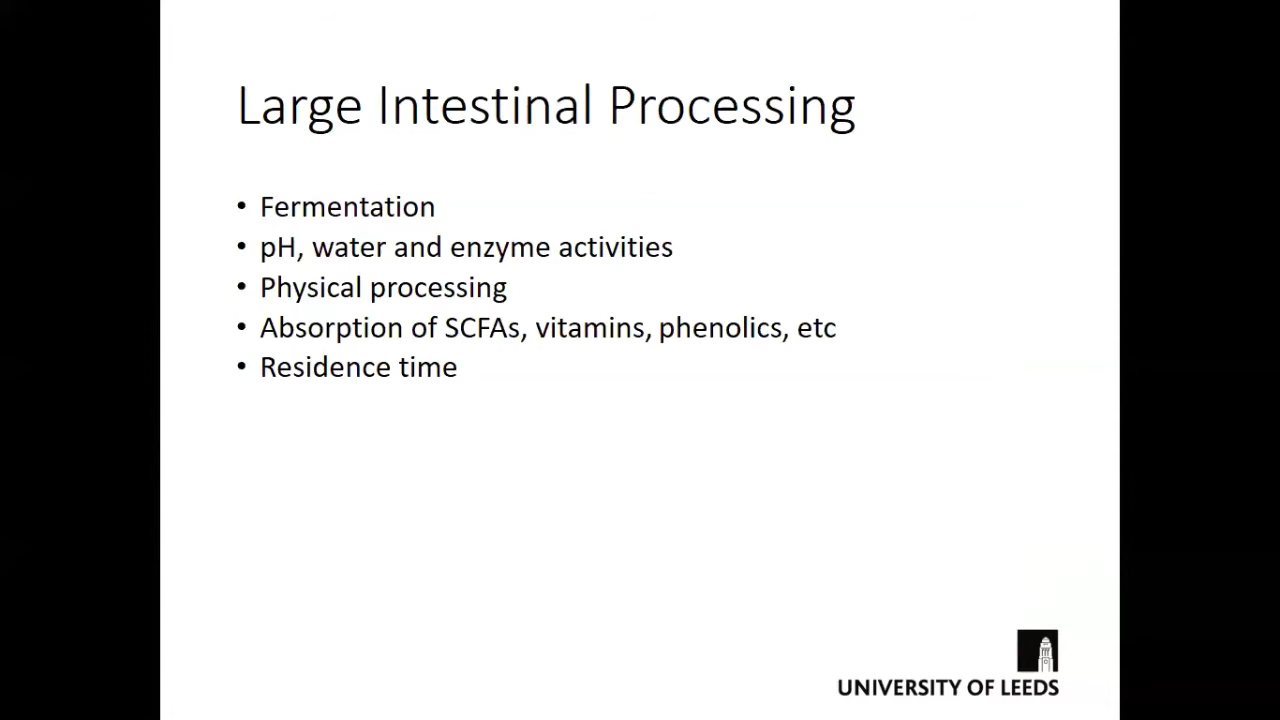 Large Intestinal Processing
• Fermentation
• pH, water and enzyme activities
• Physical processing
• Absorption of SCFAs, vitamins, phenolics, etc
• Residence time
UNIVERSITY OF LEEDS